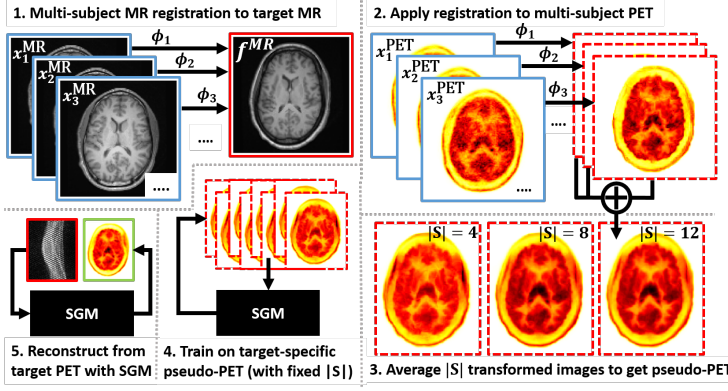 1. Multi-subject MR registration to target MR
x₁ᴹᴿ
x₂ᴹᴿ
x₃ᴹᴿ
....
ϕ₁
ϕ₂
ϕ₃
....
fᴹᴿ
2. Apply registration to multi-subject PET
x₁ᴾᴱᵀ
x₂ᴾᴱᵀ
x₃ᴾᴱᵀ
....
ϕ₁
ϕ₂
ϕ₃
....
|S| = 4
|S| = 8
|S| = 12
3. Average |S| transformed images to get pseudo-PET
SGM
4. Train on target-specific
pseudo-PET (with fixed |S|)
SGM
5. Reconstruct from
target PET with SGM